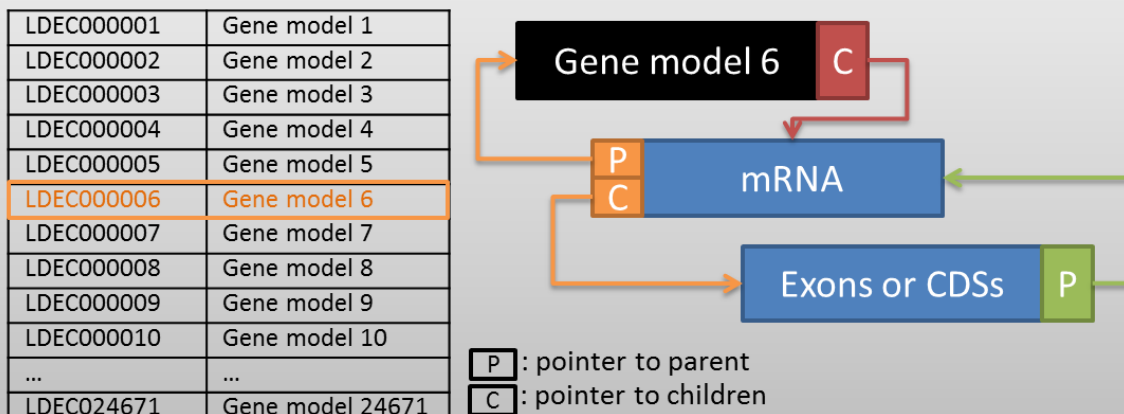 LDEC000001 Gene model 1
LDEC000002 Gene model 2
LDEC000003 Gene model 3
LDEC000004 Gene model 4
LDEC000005 Gene model 5
LDEC000006 Gene model 6
LDEC000007 Gene model 7
LDEC000008 Gene model 8
LDEC000009 Gene model 9
LDEC000010 Gene model 10
... ...
LDEC024671 Gene model 24671
Gene model 6 C
P
C
mRNA
Exons or CDSs P
P : pointer to parent
C : pointer to children